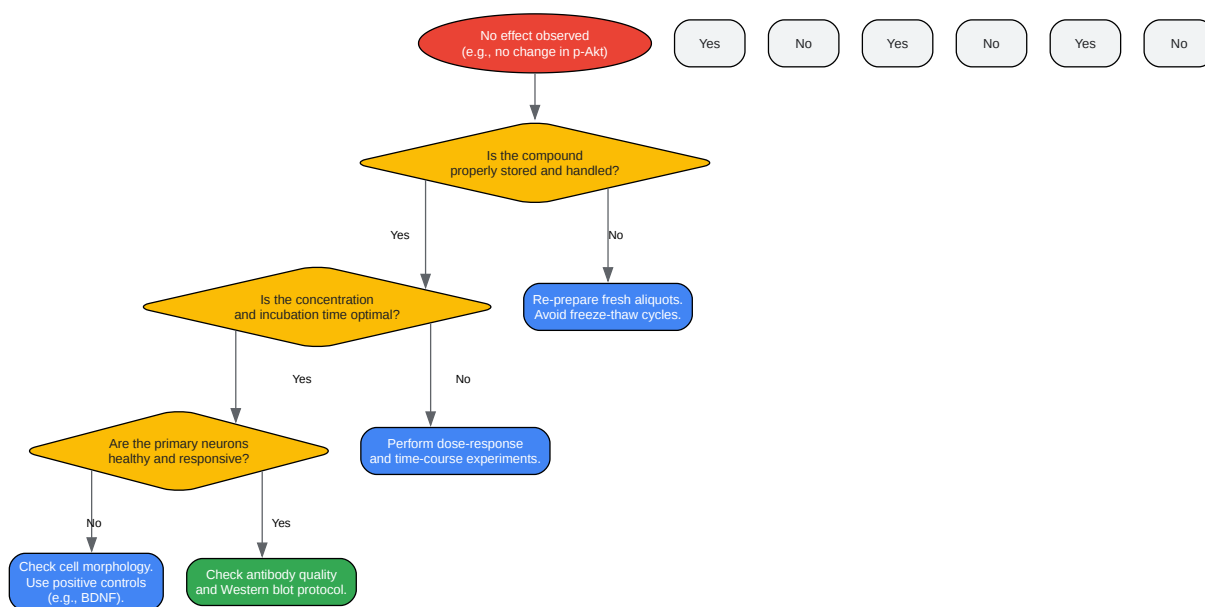 No effect observed
(e.g., no change in p-Akt)
Yes
No
Yes
No
Yes
No
Is the compound
properly stored and handled?
Yes
No
Is the concentration
and incubation time optimal?
Re-prepare fresh aliquots.
Avoid freeze-thaw cycles.
Yes
No
Are the primary neurons
healthy and responsive?
Perform dose-response
and time-course experiments.
No
Yes
Check cell morphology.
Use positive controls
(e.g., BDNF).
Check antibody quality
and Western blot protocol.